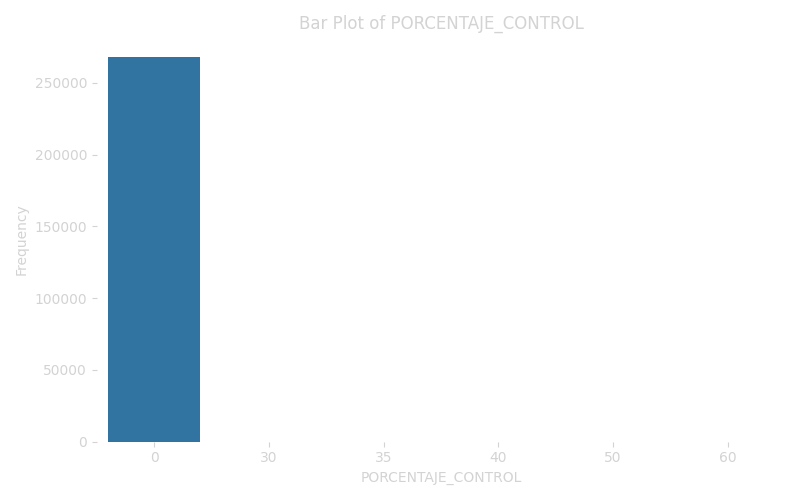 Bar Plot of PORCENTAJE_CONTROL
250000
200000
150000
100000
50000
0
Frequency
0 30 35 40 50 60
PORCENTAJE_CONTROL